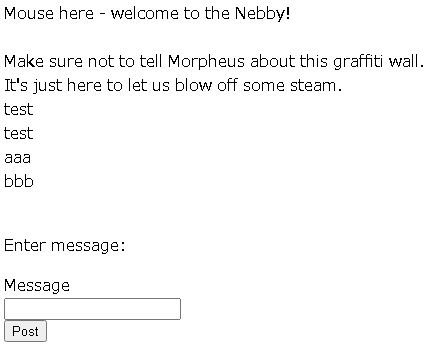 Mouse here - welcome to the Nebby!
Make sure not to tell Morpheus about this graffiti wall.
It's just here to let us blow off some steam.
test
test
aaa
bbb
Enter message:
Message
Post